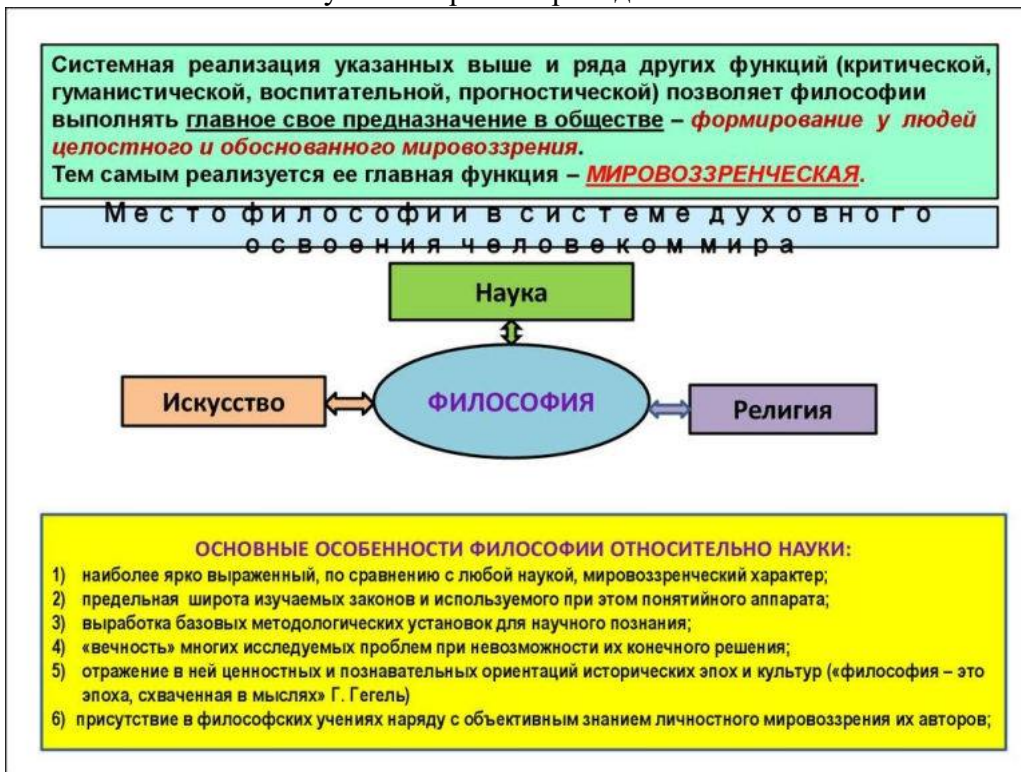 Системная реализация указанных выше и ряда других функций (критической,
гуманистической, воспитательной, прогностической) позволяет философии
выполнять главное свое предназначение в обществе – формирование у людей
целостного и обоснованного мировоззрения.
Тем самым реализуется ее главная функция – МИРОВОЗЗРЕНЧЕСКАЯ.
Место философии в системе духовного
освоения человеком мира
Наука
Искусство
ФИЛОСОФИЯ
Религия
ОСНОВНЫЕ ОСОБЕННОСТИ ФИЛОСОФИИ ОТНОСИТЕЛЬНО НАУКИ:
1) наиболее ярко выраженный, по сравнению с любой наукой, мировоззренческий характер;
2) предельная широта изучаемых законов и используемого при этом понятийного аппарата;
3) выработка базовых методологических установок для научного познания;
4) «вечность» многих исследуемых проблем при невозможности их конечного решения;
5) отражение в ней ценностных и познавательных ориентаций исторических эпох и культур («философия – это
эпоха, схваченная в мыслях» Г. Гегель)
6) присутствие в философских учениях наряду с объективным знанием личностного мировоззрения их авторов;